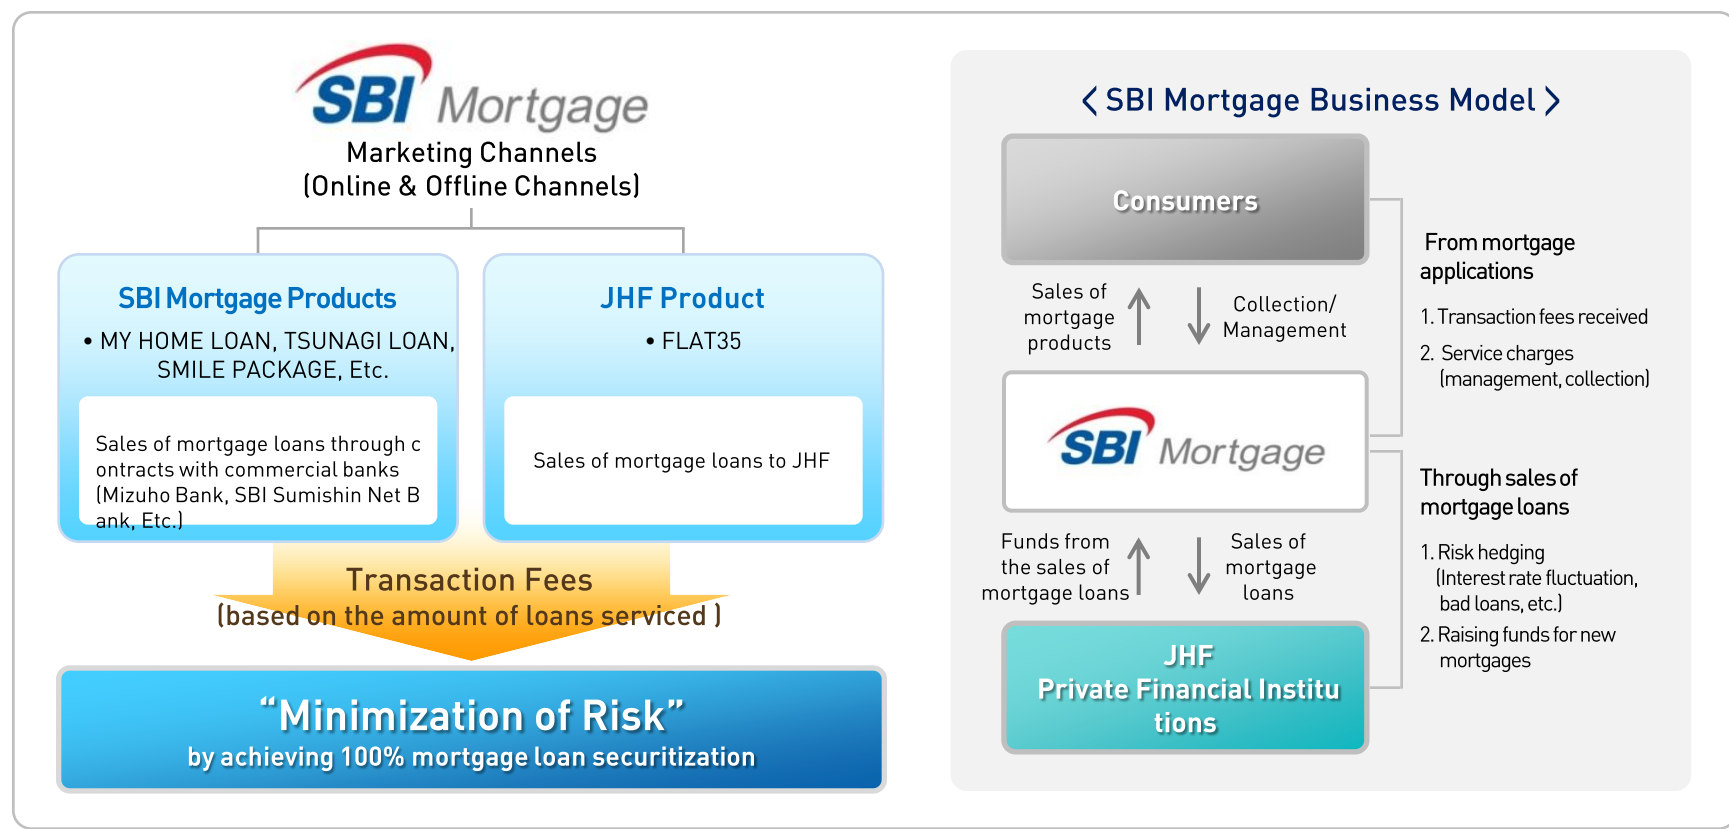 SBI Mortgage
Marketing Channels
(Online & Offline Channels)
SBI Mortgage Products
• MY HOME LOAN, TSUNAGI LOAN,
SMILE PACKAGE, Etc.
Sales of mortgage loans through c
ontracts with commercial banks
(Mizuho Bank, SBI Sumishin Net B
ank, Etc.)
JHF Product
• FLAT35
Sales of mortgage loans to JHF
Transaction Fees
(based on the amount of loans serviced )
“Minimization of Risk”
by achieving 100% mortgage loan securitization
< SBI Mortgage Business Model >
Consumers
Sales of
mortgage
products
Collection/
Management
SBI Mortgage
Funds from
the sales of
mortgage loans
Sales of
mortgage
loans
JHF
Private Financial Institu
tions
From mortgage
applications
1. Transaction fees received
2. Service charges
(management, collection)
Through sales of
mortgage loans
1. Risk hedging
(Interest rate fluctuation,
bad loans, etc.)
2. Raising funds for new
mortgages